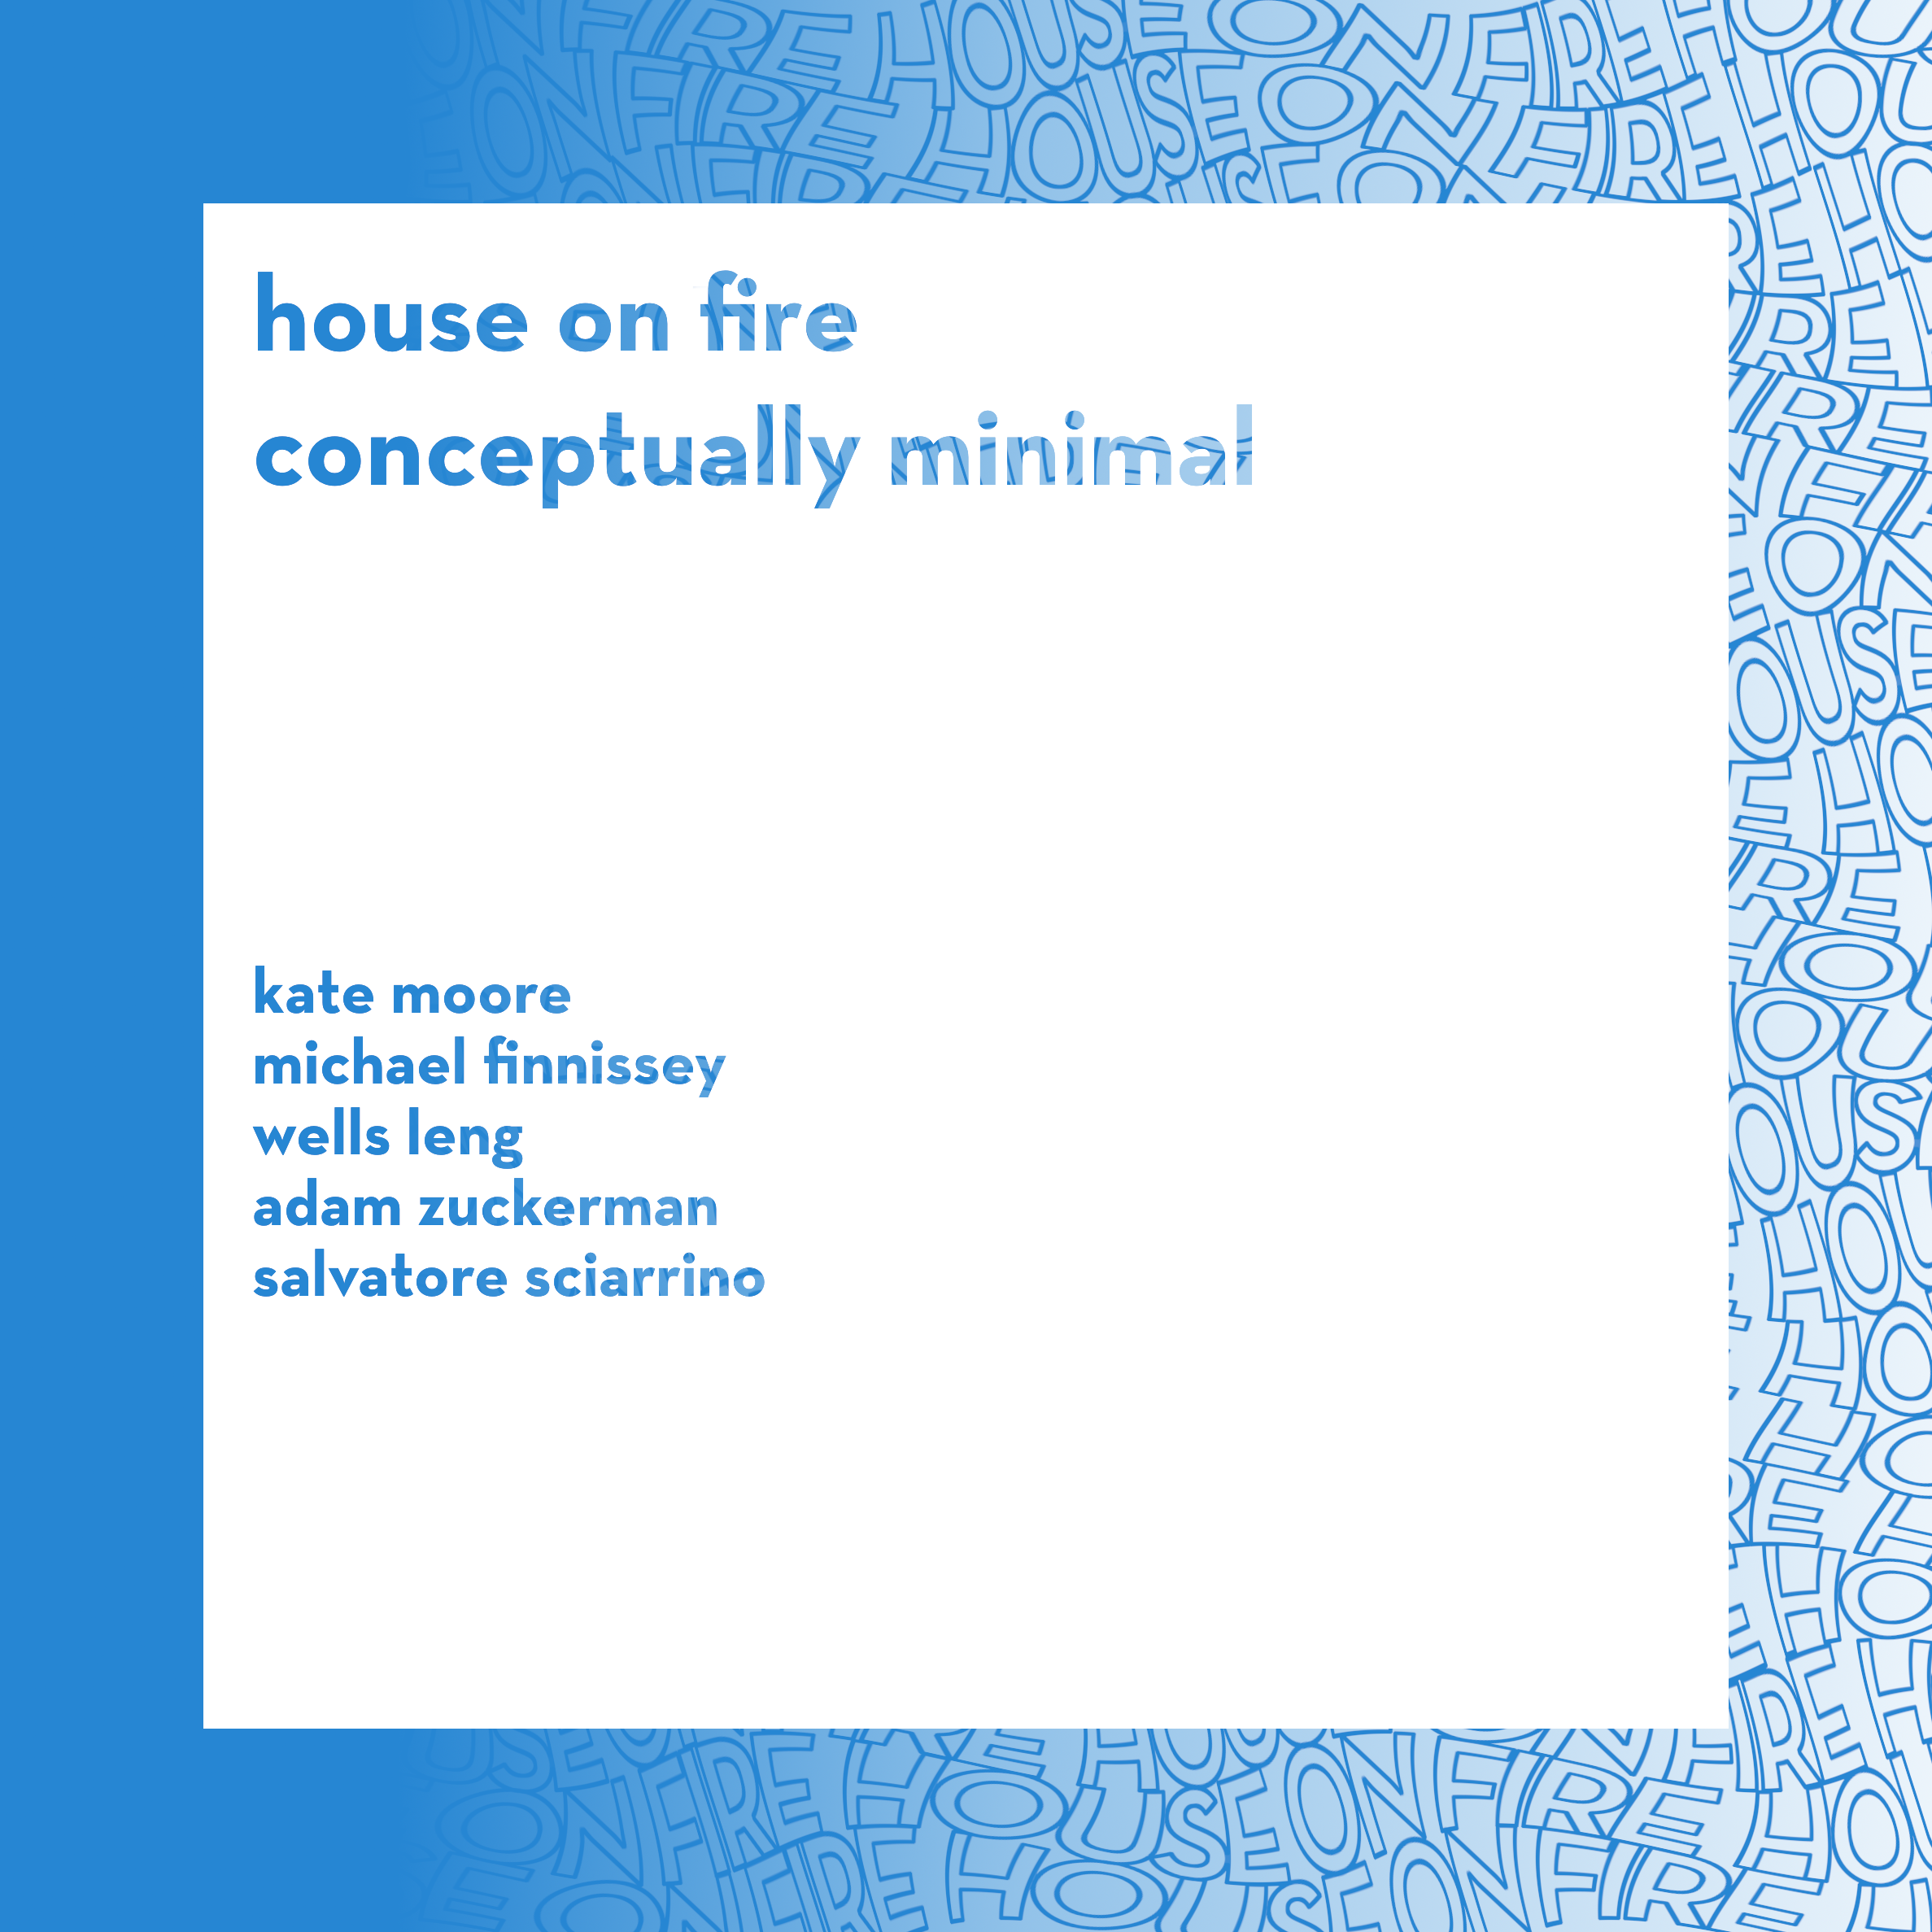 house on fire
conceptually minimal
kate moore
michael finnissey
wells leng
adam zuckerman
salvatore sciarrino